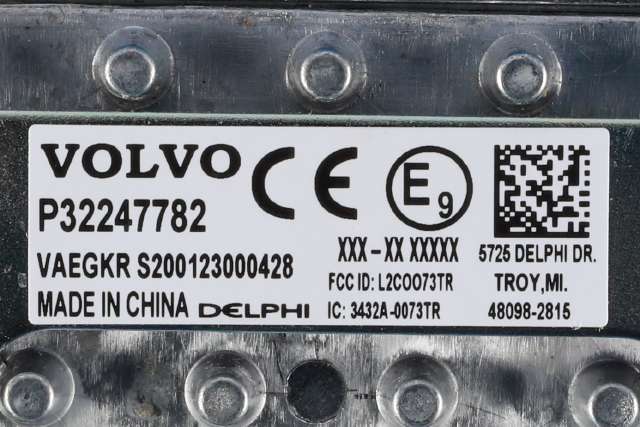 VOLVO
P32247782
VAEGKR S200123000428
MADE IN CHINA DELPHI
CE
E9
XXX-XX XXXXX
FCC ID: L2C0073TR
IC: 3432A-0073TR
5725 DELPHI DR.
TROY,MI.
48098-2815